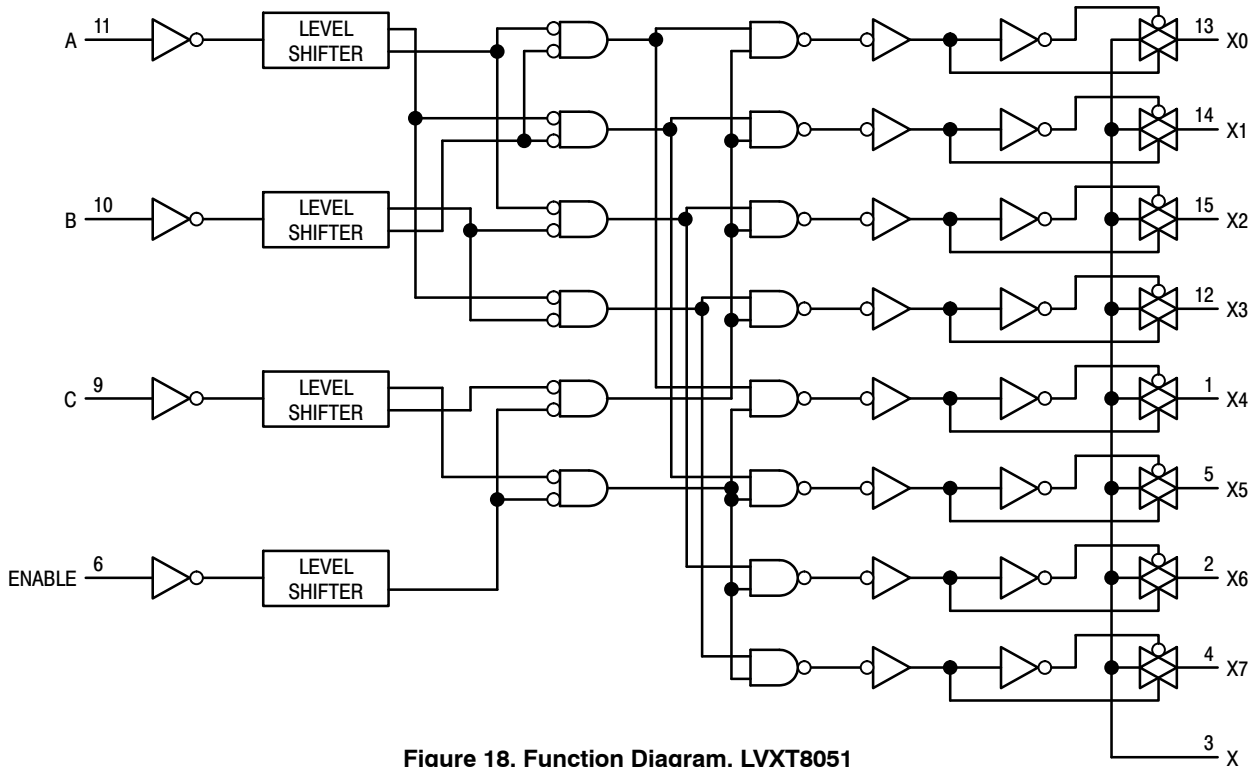 A 11 LEVEL SHIFTER 13 X0
14 X1
B 10 LEVEL SHIFTER 15 X2
12 X3
C 9 LEVEL SHIFTER 1 X4
5 X5
ENABLE 6 LEVEL SHIFTER 2 X6
4 X7
3 X
Figure 18. Function Diagram, LVXT8051